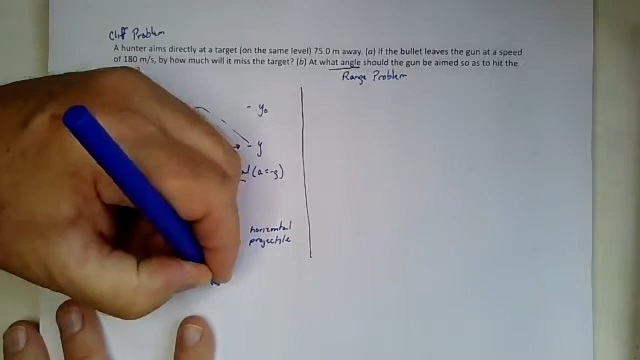 Cliff Problem
A hunter aims directly at a target (on the same level) 75.0 m away. (a) If the bullet leaves the gun at a speed
of 180 m/s, by how much will it miss the target? (b) At what angle should the gun be aimed so as to hit the
Range Problem
- y₀
- y
(a=-g)
horizontal
projectile